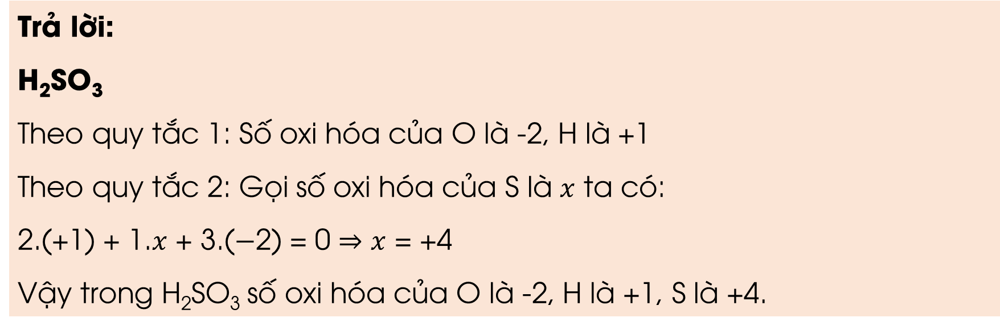 Trả lời:
H₂SO₃
Theo quy tắc 1: Số oxi hóa của O là -2, H là +1
Theo quy tắc 2: Gọi số oxi hóa của S là x ta có:
2.(+1) + 1.x + 3.(−2) = 0 ⇒ x = +4
Vậy trong H₂SO₃ số oxi hóa của O là -2, H là +1, S là +4.